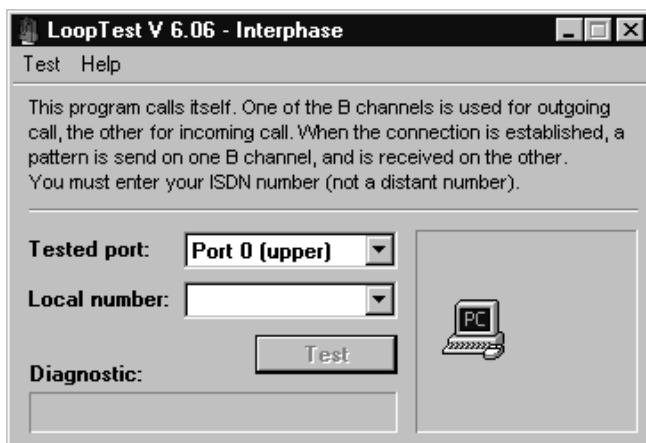 LoopTest V 6.06 - Interphase
Test Help
This program calls itself. One of the B channels is used for outgoing
call, the other for incoming call. When the connection is established, a
pattern is send on one B channel, and is received on the other.
You must enter your ISDN number (not a distant number).
Tested port: Port 0 (upper)
Local number:
PC
Test
Diagnostic: